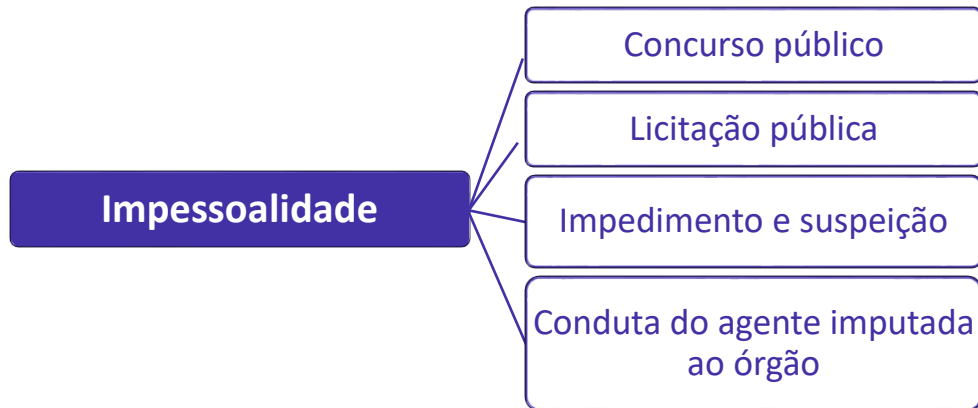 Impessoalidade
Concurso público
Licitação pública
Impedimento e suspeição
Conduta do agente imputada
ao órgão